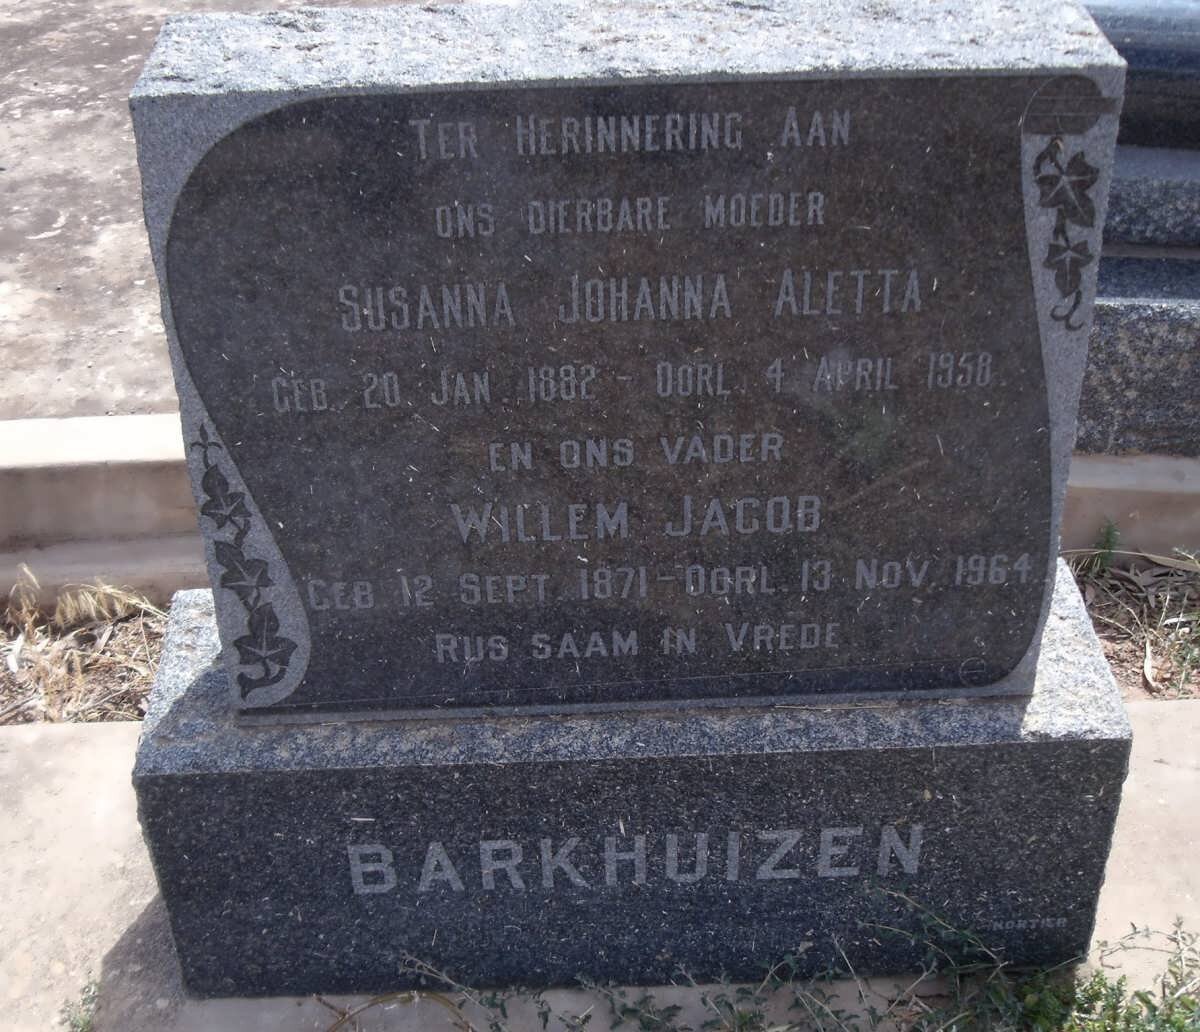 TER HERINNERING AAN
ONS DIERBARE MOEDER
SUSANNA JOHANNA ALETTA
GEB. 20 JAN. 1882 - OORL. 4 APRIL 1958.
EN ONS VADER
WILLEM JACOB
GEB 12 SEPT. 1871 - OORL. 13 NOV. 1964.
RUS SAAM IN VREDE.
BARKHUIZEN
NORTIER